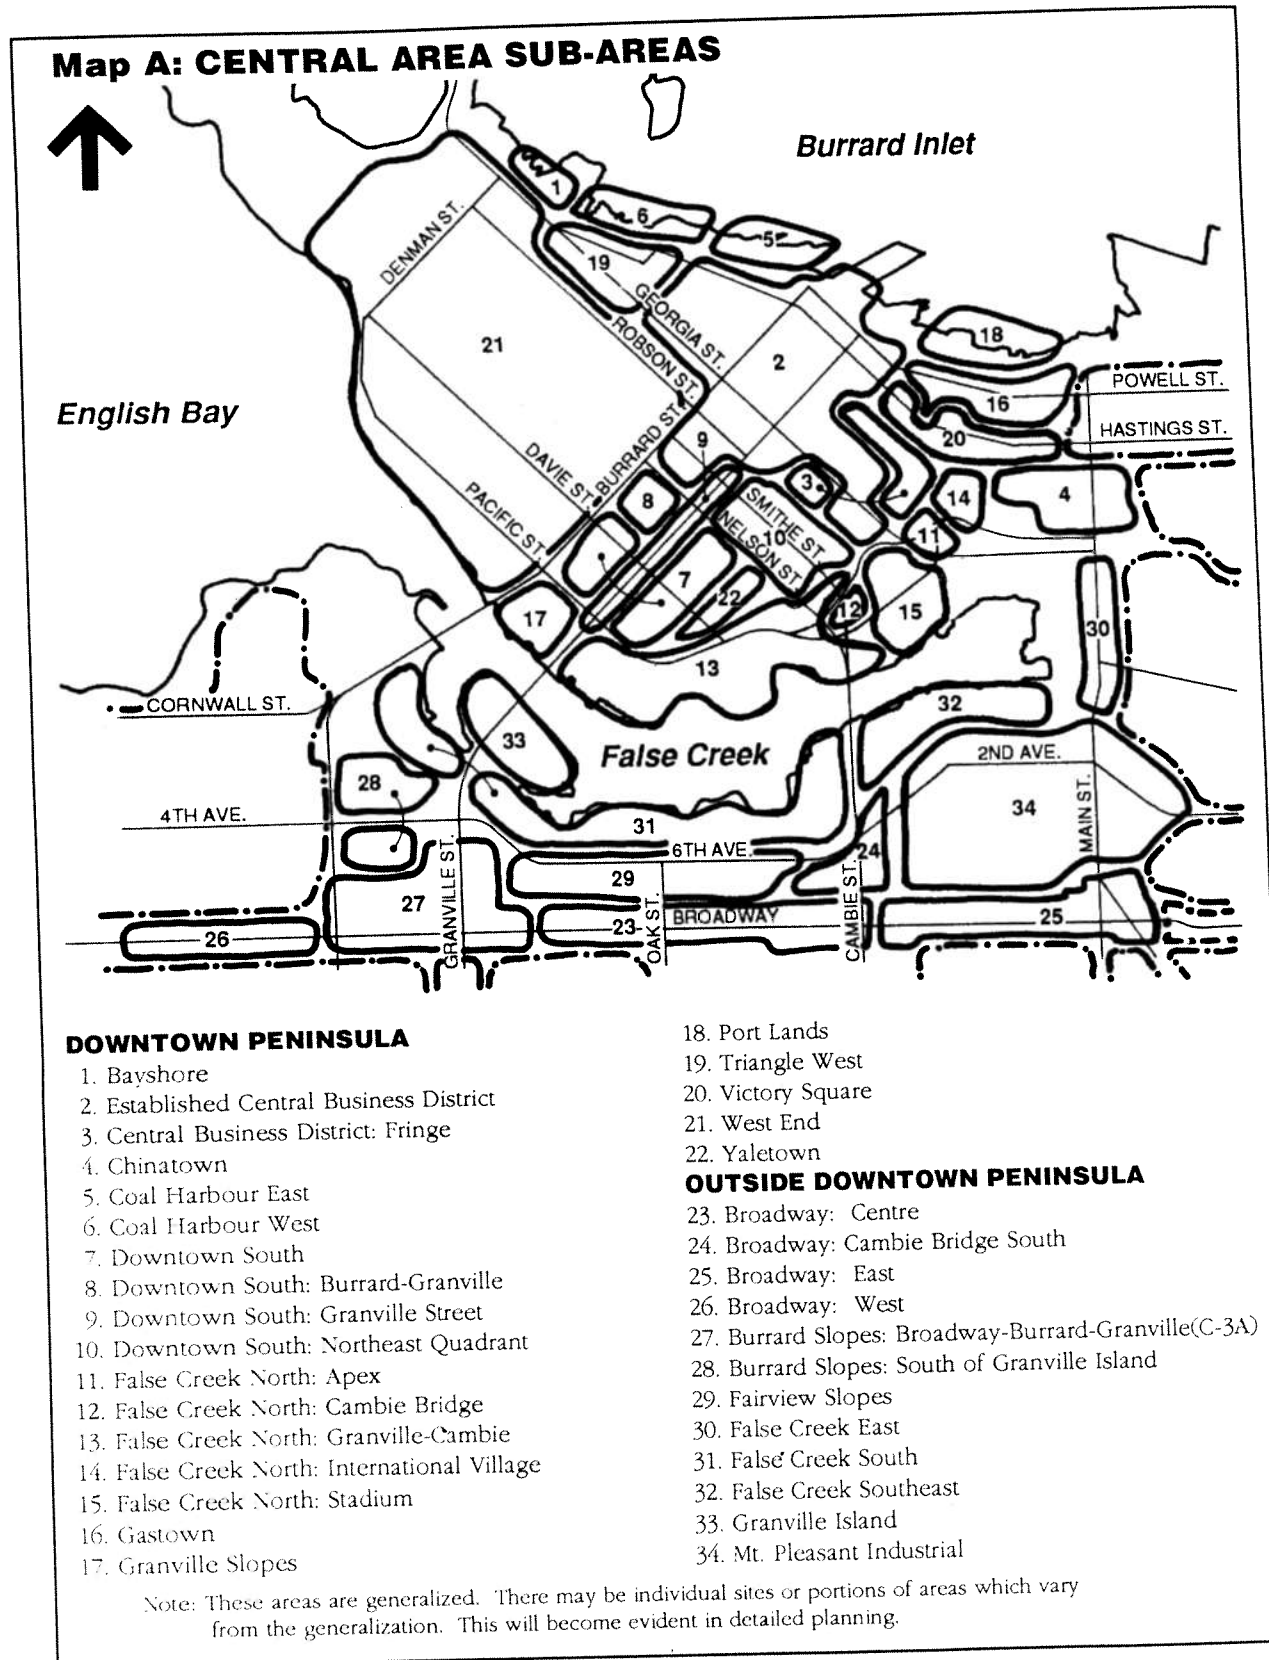 Map A: CENTRAL AREA SUB-AREAS
Burrard Inlet
1
6
5
DENMAN ST.
19
GEORGIA ST.
18
21
ROBSON ST.
2
POWELL ST.
16
English Bay
HASTINGS ST.
BURRARD ST.
9
20
DAVIE ST.
3
PACIFIC ST.
8
SMITHE ST.
14
4
NELSON ST.
10
11
7
22
17
12
15
30
13
CORNWALL ST.
32
33
False Creek
2ND AVE.
28
34
MAIN ST.
4TH AVE.
31
6TH AVE.
24
GRANVILLE ST.
29
CAMBIE ST.
27
OAK ST.
BROADWAY
26
23
25
DOWNTOWN PENINSULA
1. Bayshore
2. Established Central Business District
3. Central Business District: Fringe
4. Chinatown
5. Coal Harbour East
6. Coal Harbour West
7. Downtown South
8. Downtown South: Burrard-Granville
9. Downtown South: Granville Street
10. Downtown South: Northeast Quadrant
11. False Creek North: Apex
12. False Creek North: Cambie Bridge
13. False Creek North: Granville-Cambie
14. False Creek North: International Village
15. False Creek North: Stadium
16. Gastown
17. Granville Slopes
18. Port Lands
19. Triangle West
20. Victory Square
21. West End
22. Yaletown
OUTSIDE DOWNTOWN PENINSULA
23. Broadway: Centre
24. Broadway: Cambie Bridge South
25. Broadway: East
26. Broadway: West
27. Burrard Slopes: Broadway-Burrard-Granville(C-3A)
28. Burrard Slopes: South of Granville Island
29. Fairview Slopes
30. False Creek East
31. False Creek South
32. False Creek Southeast
33. Granville Island
34. Mt. Pleasant Industrial
Note: These areas are generalized. There may be individual sites or portions of areas which vary
from the generalization. This will become evident in detailed planning.